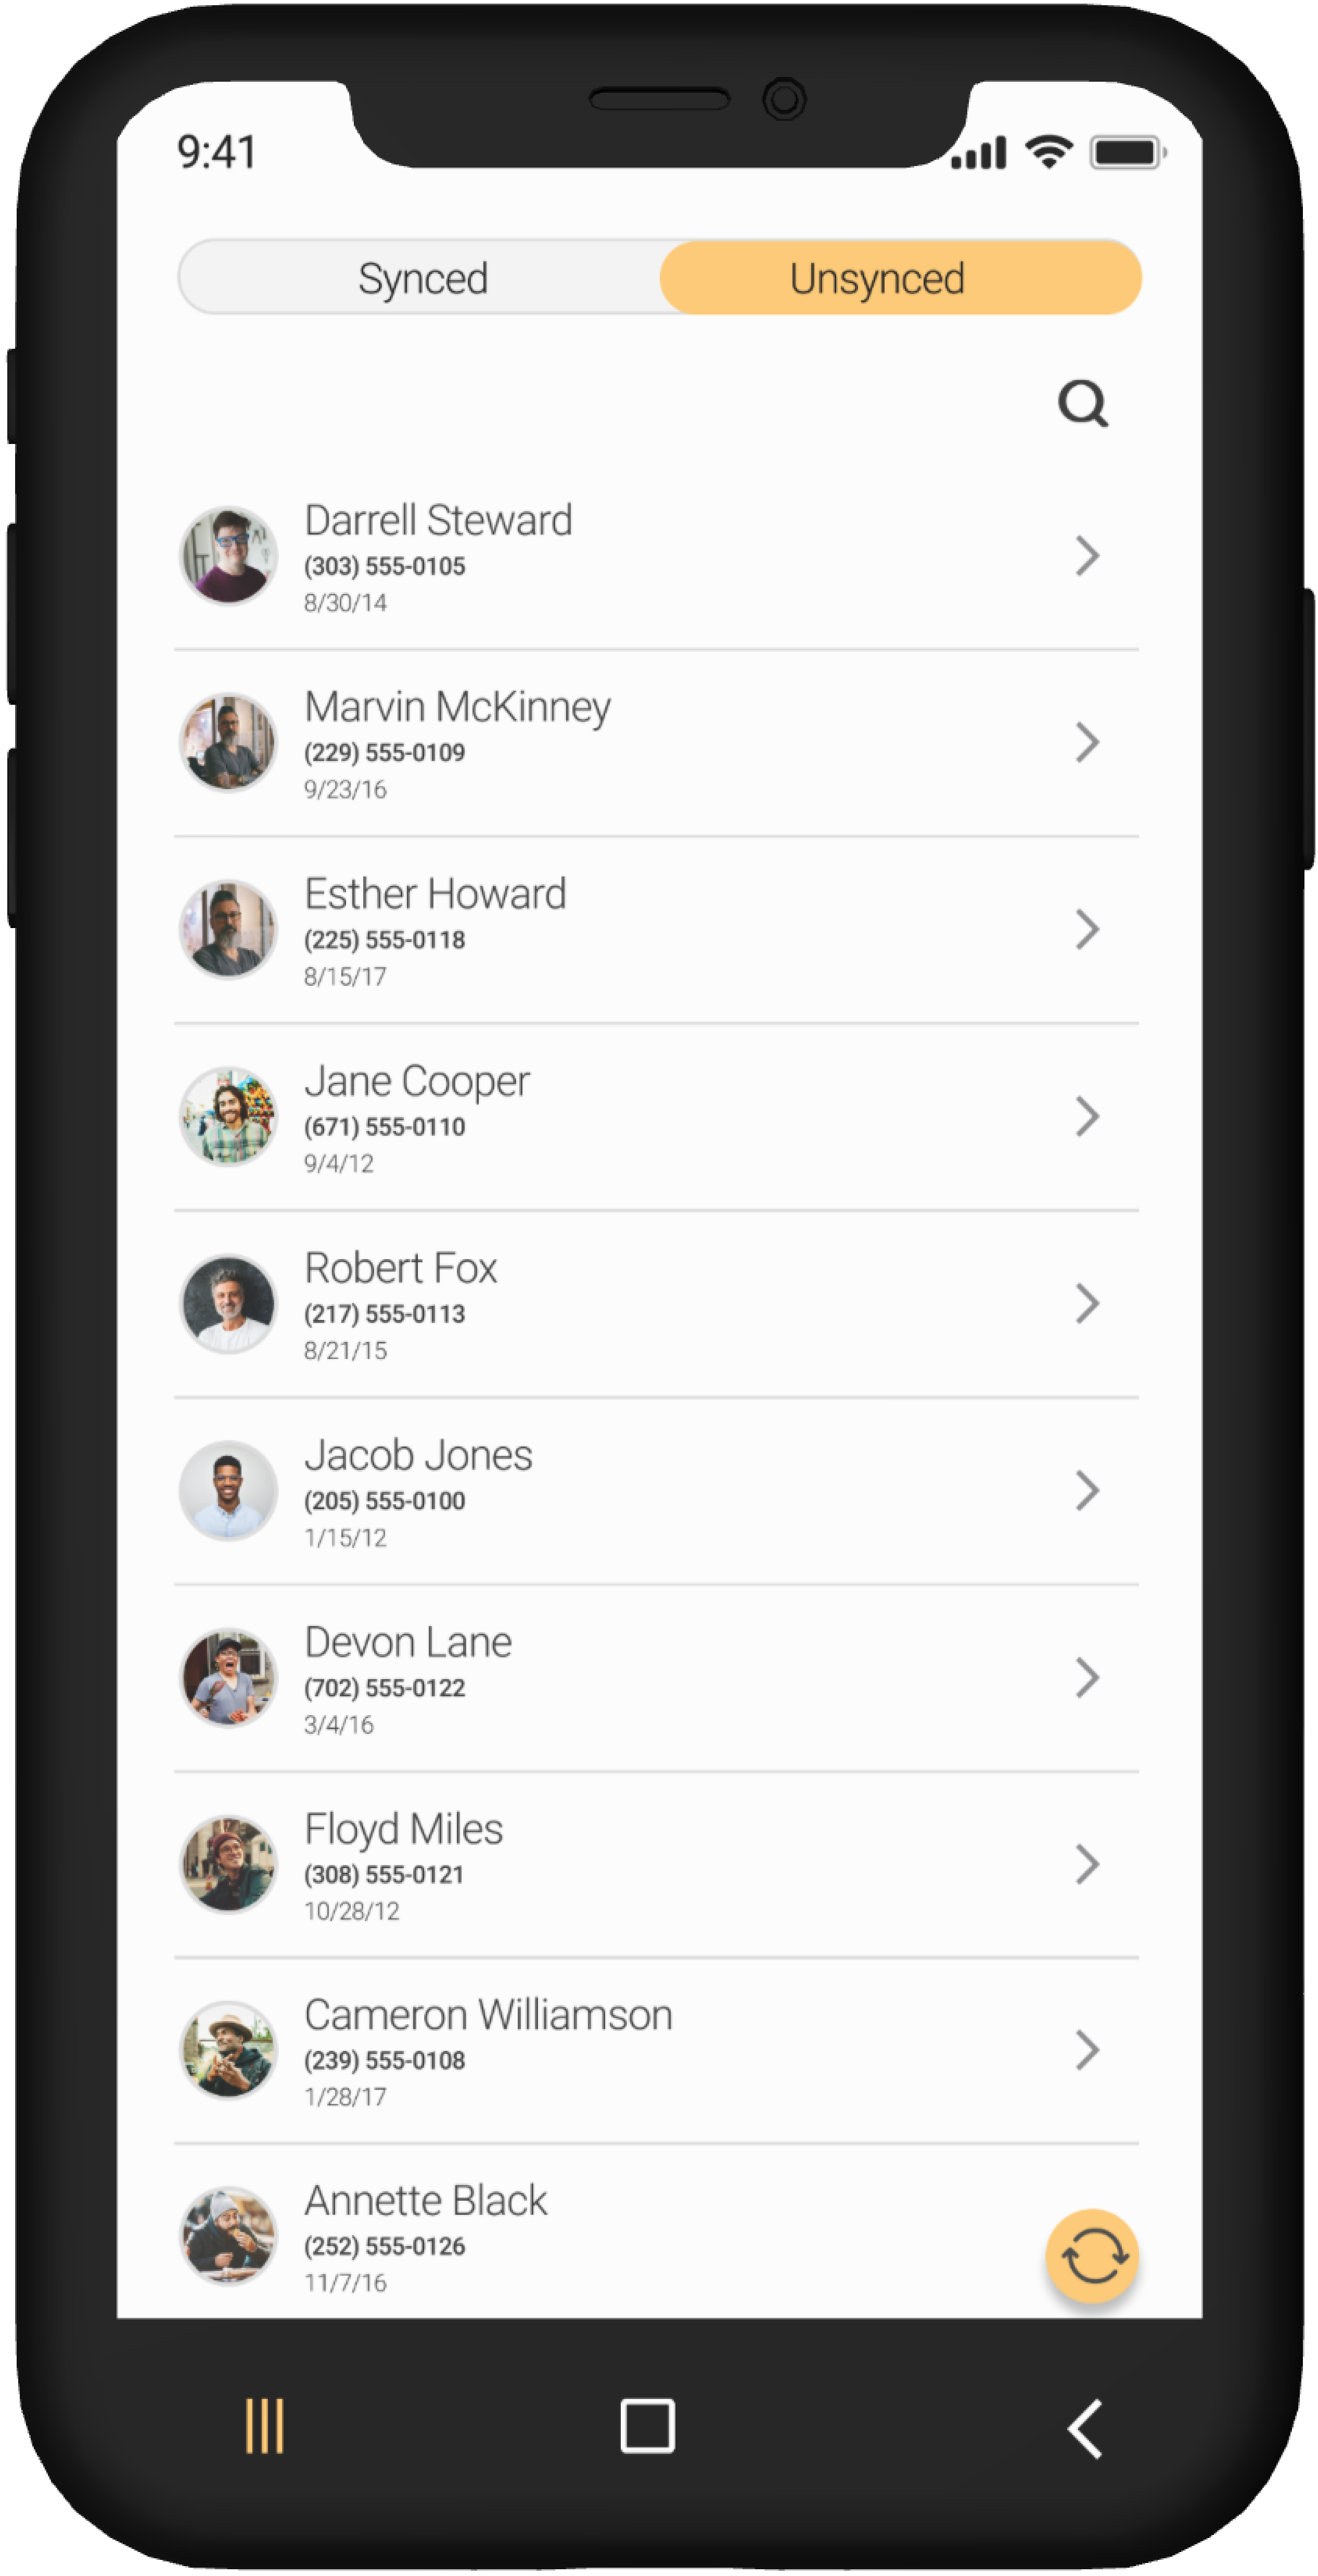 9:41
Synced Unsynced
Darrell Steward
(303) 555-0105
8/30/14
Marvin McKinney
(229) 555-0109
9/23/16
Esther Howard
(225) 555-0118
8/15/17
Jane Cooper
(671) 555-0110
9/4/12
Robert Fox
(217) 555-0113
8/21/15
Jacob Jones
(205) 555-0100
1/15/12
Devon Lane
(702) 555-0122
3/4/16
Floyd Miles
(308) 555-0121
10/28/12
Cameron Williamson
(239) 555-0108
1/28/17
Annette Black
(252) 555-0126
11/7/16